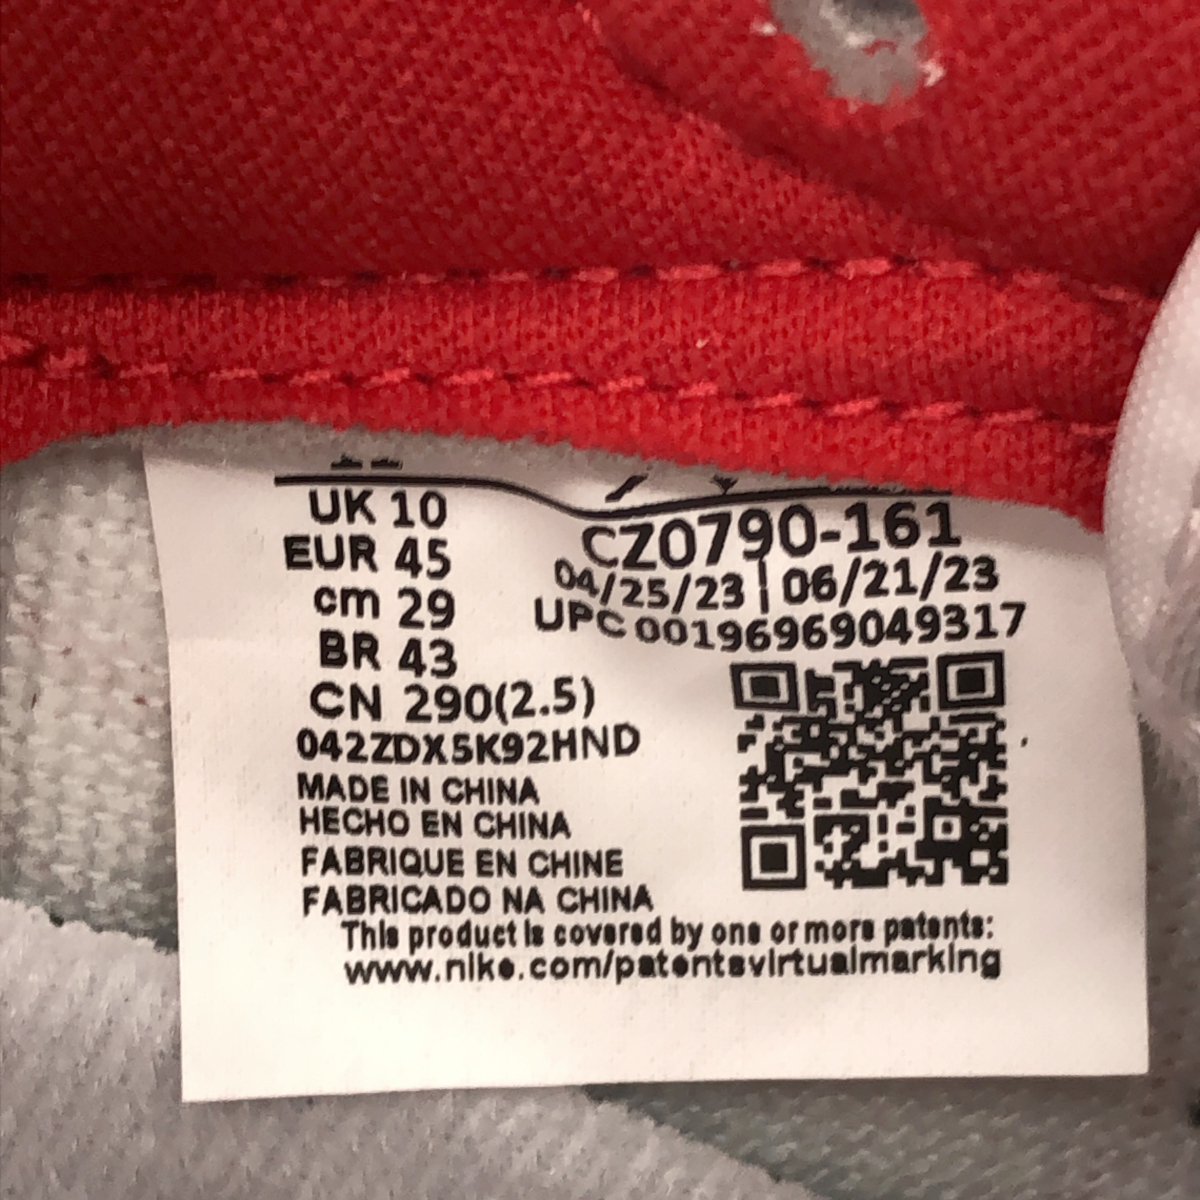 UK 10
EUR 45
cm 29
BR 43
CN 290(2.5)
042ZDX5K92HND
MADE IN CHINA
HECHO EN CHINA
FABRIQUE EN CHINE
FABRICADO NA CHINA
CZ0790-161
04/25/23 | 06/21/23
UPC 00196969049317
This product is covered by one or more patents:
www.nike.com/patentsvirtualmarking